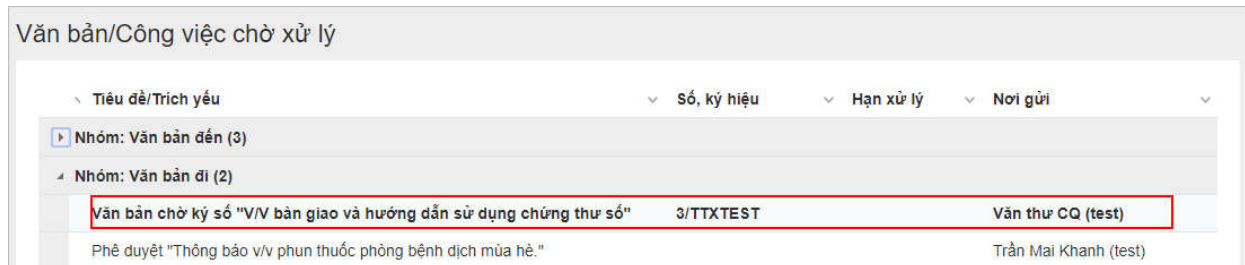 Văn bản/Công việc chờ xử lý
Tiêu đề/Trích yếu Số, ký hiệu Hạn xử lý Nơi gửi
Nhóm: Văn bản đến (3)
Nhóm: Văn bản đi (2)
Văn bản chờ ký số "V/V bàn giao và hướng dẫn sử dụng chứng thư số" 3/TTXTEST Văn thư CQ (test)
Phê duyệt "Thông báo v/v phun thuốc phòng bệnh dịch mùa hè." Trần Mai Khanh (test)